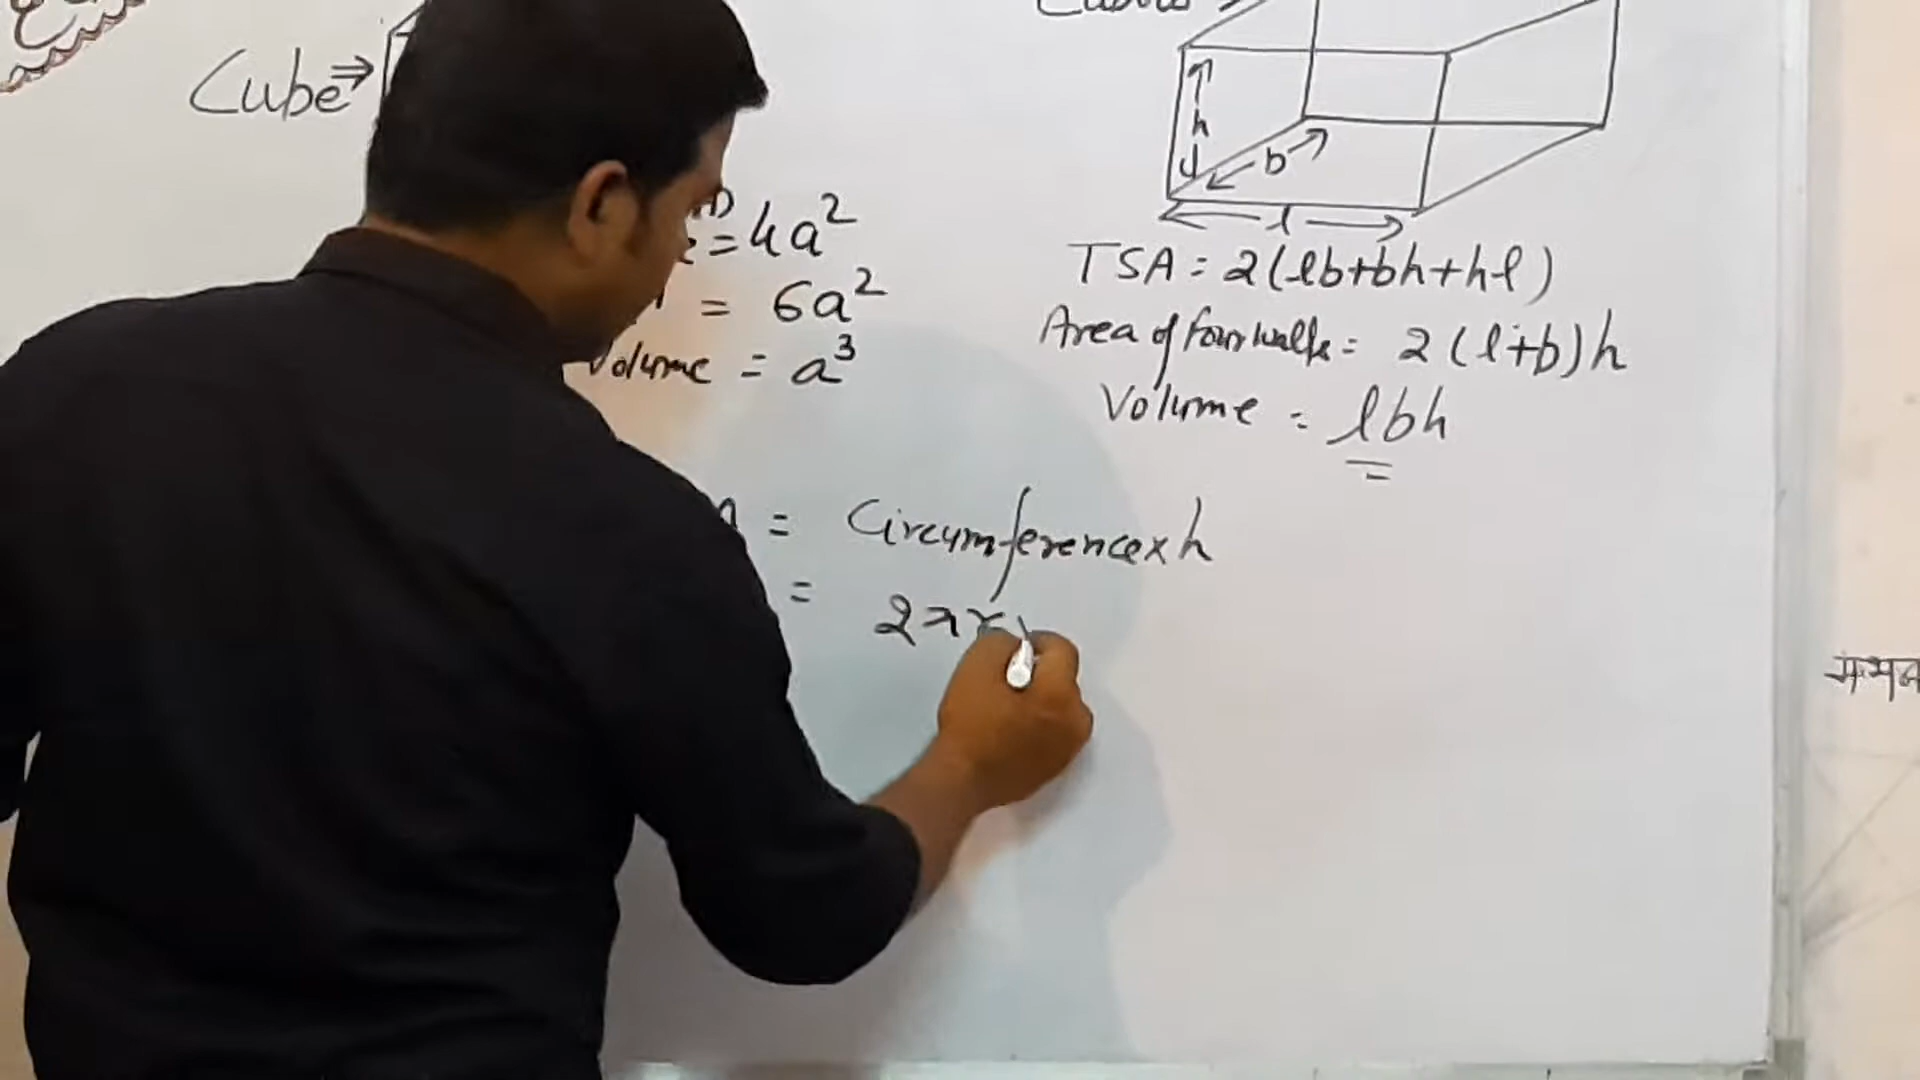 Cube ⇒
h
b
l
= 4a²
= 6a²
Volume = a³
TSA = 2(lb+bh+hl)
Area of four walls = 2(l+b)h
Volume = lbh
= Circumference × h
= 2πr